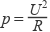 p = U²/R